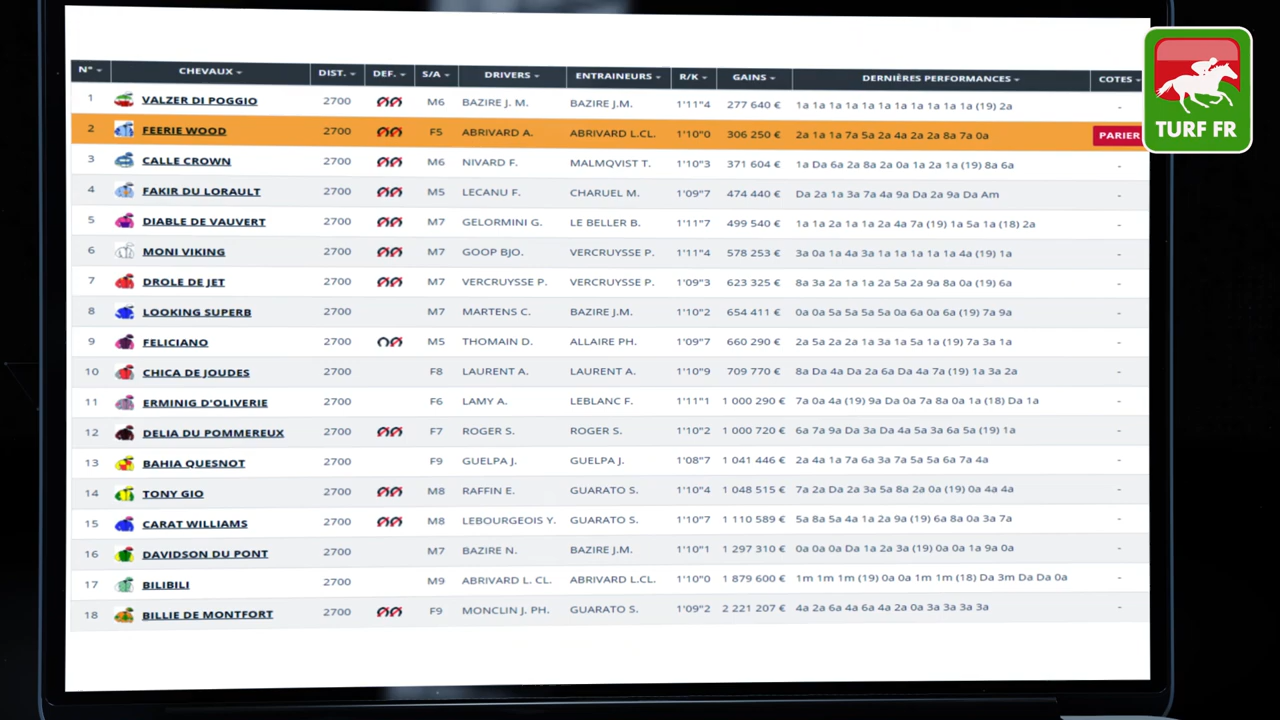 N° CHEVAUX DIST. DEF. S/A DRIVERS ENTRAINEURS R/K GAINS DERNIÈRES PERFORMANCES COTES
1 VALZER DI POGGIO 2700 M6 BAZIRE J. M. BAZIRE J.M. 1'11"4 277 640 € 1a 1a 1a 1a 1a 1a 1a 1a 1a 1a (19) 2a -
2 FEERIE WOOD 2700 F5 ABRIVARD A. ABRIVARD L.CL. 1'10"0 306 250 € 2a 1a 1a 7a 5a 2a 4a 2a 2a 8a 7a 0a PARIER
3 CALLE CROWN 2700 M6 NIVARD F. MALMQVIST T. 1'10"3 371 604 € 1a Da 6a 2a 8a 2a 0a 1a 2a 1a (19) 8a 6a -
4 FAKIR DU LORAULT 2700 M5 LECANU F. CHARUEL M. 1'09"7 474 440 € Da 2a 1a 3a 7a 4a 9a Da 2a 9a Da Am -
5 DIABLE DE VAUVERT 2700 M7 GELORMINI G. LE BELLER B. 1'11"7 499 540 € 1a 1a 2a 1a 1a 2a 4a 7a (19) 1a 5a 1a (18) 2a -
6 MONI VIKING 2700 M7 GOOP BJO. VERCRUYSSE P. 1'11"4 578 253 € 3a 0a 1a 4a 3a 1a 1a 1a 1a 1a 4a (19) 1a -
7 DROLE DE JET 2700 M7 VERCRUYSSE P. VERCRUYSSE P. 1'09"3 623 325 € 8a 3a 2a 1a 1a 2a 5a 2a 9a 8a 0a (19) 6a -
8 LOOKING SUPERB 2700 M7 MARTENS C. BAZIRE J.M. 1'10"2 654 411 € 0a 0a 5a 5a 5a 5a 0a 6a 0a 6a (19) 7a 9a -
9 FELICIANO 2700 M5 THOMAIN D. ALLAIRE PH. 1'09"7 660 290 € 2a 5a 2a 2a 1a 3a 1a 5a 1a (19) 7a 3a 1a -
10 CHICA DE JOUDES 2700 F8 LAURENT A. LAURENT A. 1'10"9 709 770 € 8a Da 4a Da 2a 6a Da 4a 7a (19) 1a 3a 2a -
11 ERMINIG D'OLIVERIE 2700 F6 LAMY A. LEBLANC F. 1'11"1 1 000 290 € 7a 0a 4a (19) 9a Da 0a 7a 8a 0a 1a (18) Da 1a -
12 DELIA DU POMMEREUX 2700 F7 ROGER S. ROGER S. 1'10"2 1 000 720 € 6a 7a 9a Da 3a Da 4a 5a 3a 6a 5a (19) 1a -
13 BAHIA QUESNOT 2700 F9 GUELPA J. GUELPA J. 1'08"7 1 041 446 € 2a 4a 1a 7a 6a 3a 7a 5a 5a 6a 7a 4a -
14 TONY GIO 2700 M8 RAFFIN E. GUARATO S. 1'10"4 1 048 515 € 7a 2a Da 2a 3a 5a 8a 2a 0a (19) 0a 4a 4a -
15 CARAT WILLIAMS 2700 M8 LEBOURGEOIS Y. GUARATO S. 1'10"7 1 110 589 € 5a 8a 5a 4a 1a 2a 9a (19) 6a 8a 0a 3a 7a -
16 DAVIDSON DU PONT 2700 M7 BAZIRE N. BAZIRE J.M. 1'10"1 1 297 310 € 0a 0a 0a Da 1a 2a 3a (19) 0a 0a 1a 9a 0a -
17 BILIBILI 2700 M9 ABRIVARD L. CL. ABRIVARD L.CL. 1'10"0 1 879 600 € 1m 1m 1m (19) 0a 0a 1m 1m (18) Da 3m Da Da 0a -
18 BILLIE DE MONTFORT 2700 F9 MONCLIN J. PH. GUARATO S. 1'09"2 2 221 207 € 4a 2a 6a 4a 6a 4a 2a 0a 3a 3a 3a 3a -
TURF FR